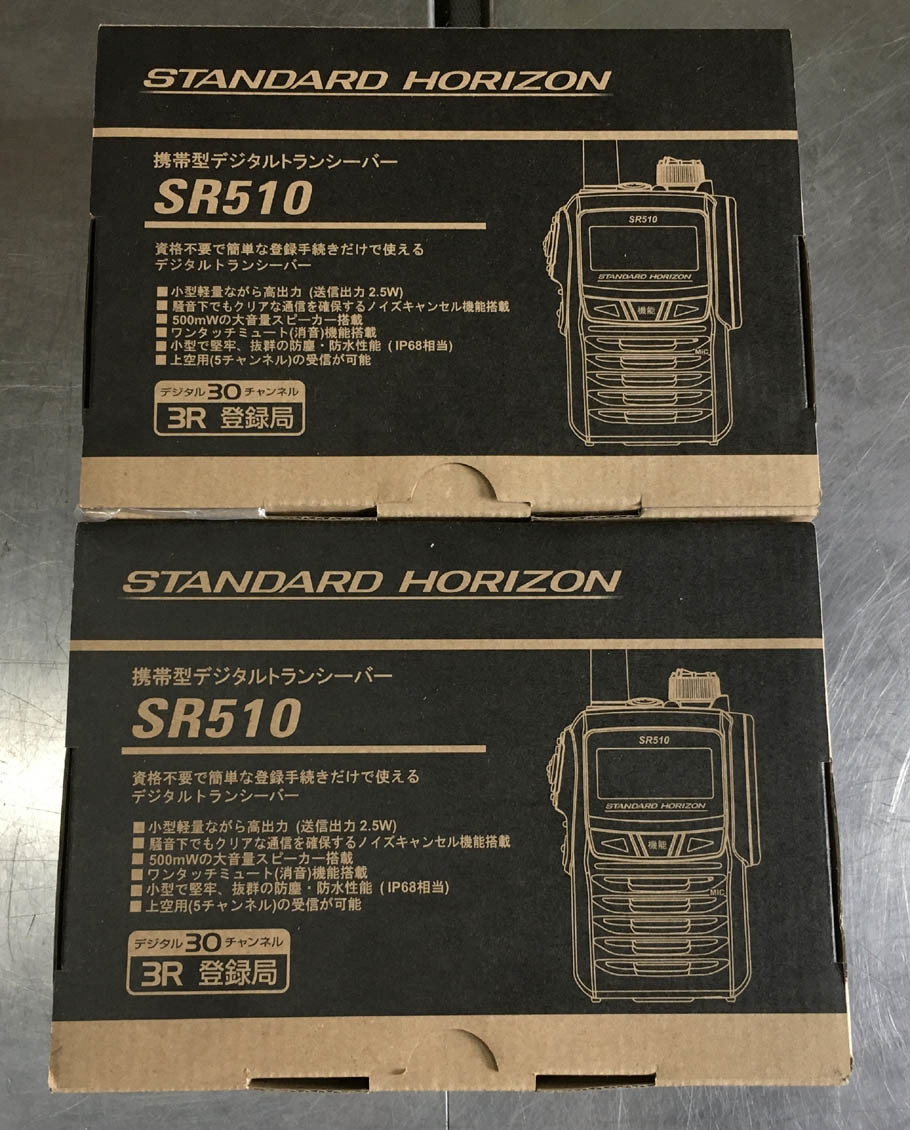 STANDARD HORIZON
携帯型デジタルトランシーバー
SR510
資格不要で簡単な登録手続きだけで使える
デジタルトランシーバー
■小型軽量ながら高出力 (送信出力 2.5W)
■騒音下でもクリアな通信を確保するノイズキャンセル機能搭載
■500mWの大音量スピーカー搭載
■ワンタッチミュート(消音)機能搭載
■小型で堅牢、抜群の防塵・防水性能 (IP68相当)
■上空用(5チャンネル)の受信が可能
デジタル30チャンネル
3R 登録局
SR510
STANDARD HORIZON
機能
MIC
STANDARD HORIZON
携帯型デジタルトランシーバー
SR510
資格不要で簡単な登録手続きだけで使える
デジタルトランシーバー
■小型軽量ながら高出力 (送信出力 2.5W)
■騒音下でもクリアな通信を確保するノイズキャンセル機能搭載
■500mWの大音量スピーカー搭載
■ワンタッチミュート(消音)機能搭載
■小型で堅牢、抜群の防塵・防水性能 (IP68相当)
■上空用(5チャンネル)の受信が可能
デジタル30チャンネル
3R 登録局
SR510
STANDARD HORIZON
機能
MIC